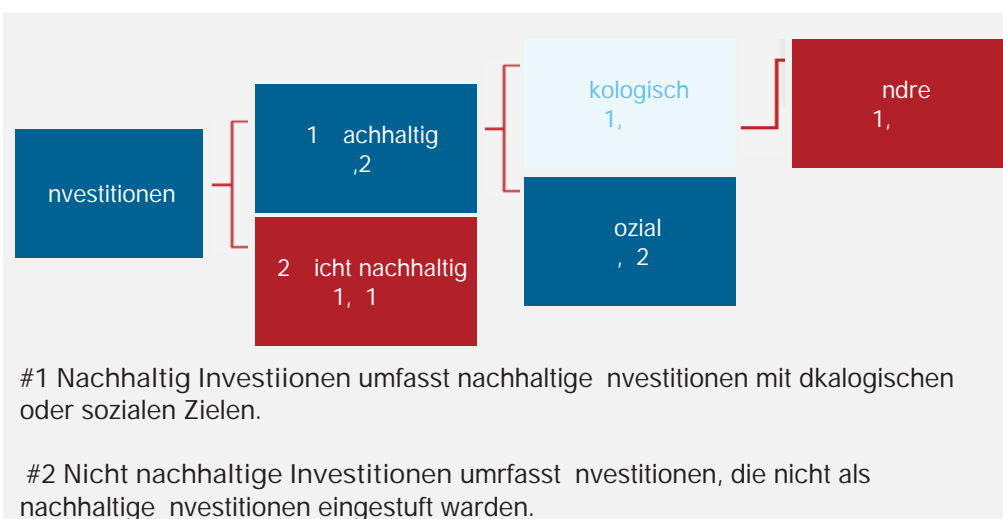 nvestitionen
1 achhaltig
,2
2 icht nachhaltig
1, 1
kologisch
1,
ozial
, 2
ndre
1,
#1 Nachhaltig Investiionen umfasst nachhaltige nvestitionen mit dkalogischen
oder sozialen Zielen.
#2 Nicht nachhaltige Investitionen umrfasst nvestitionen, die nicht als
nachhaltige nvestitionen eingestuft warden.